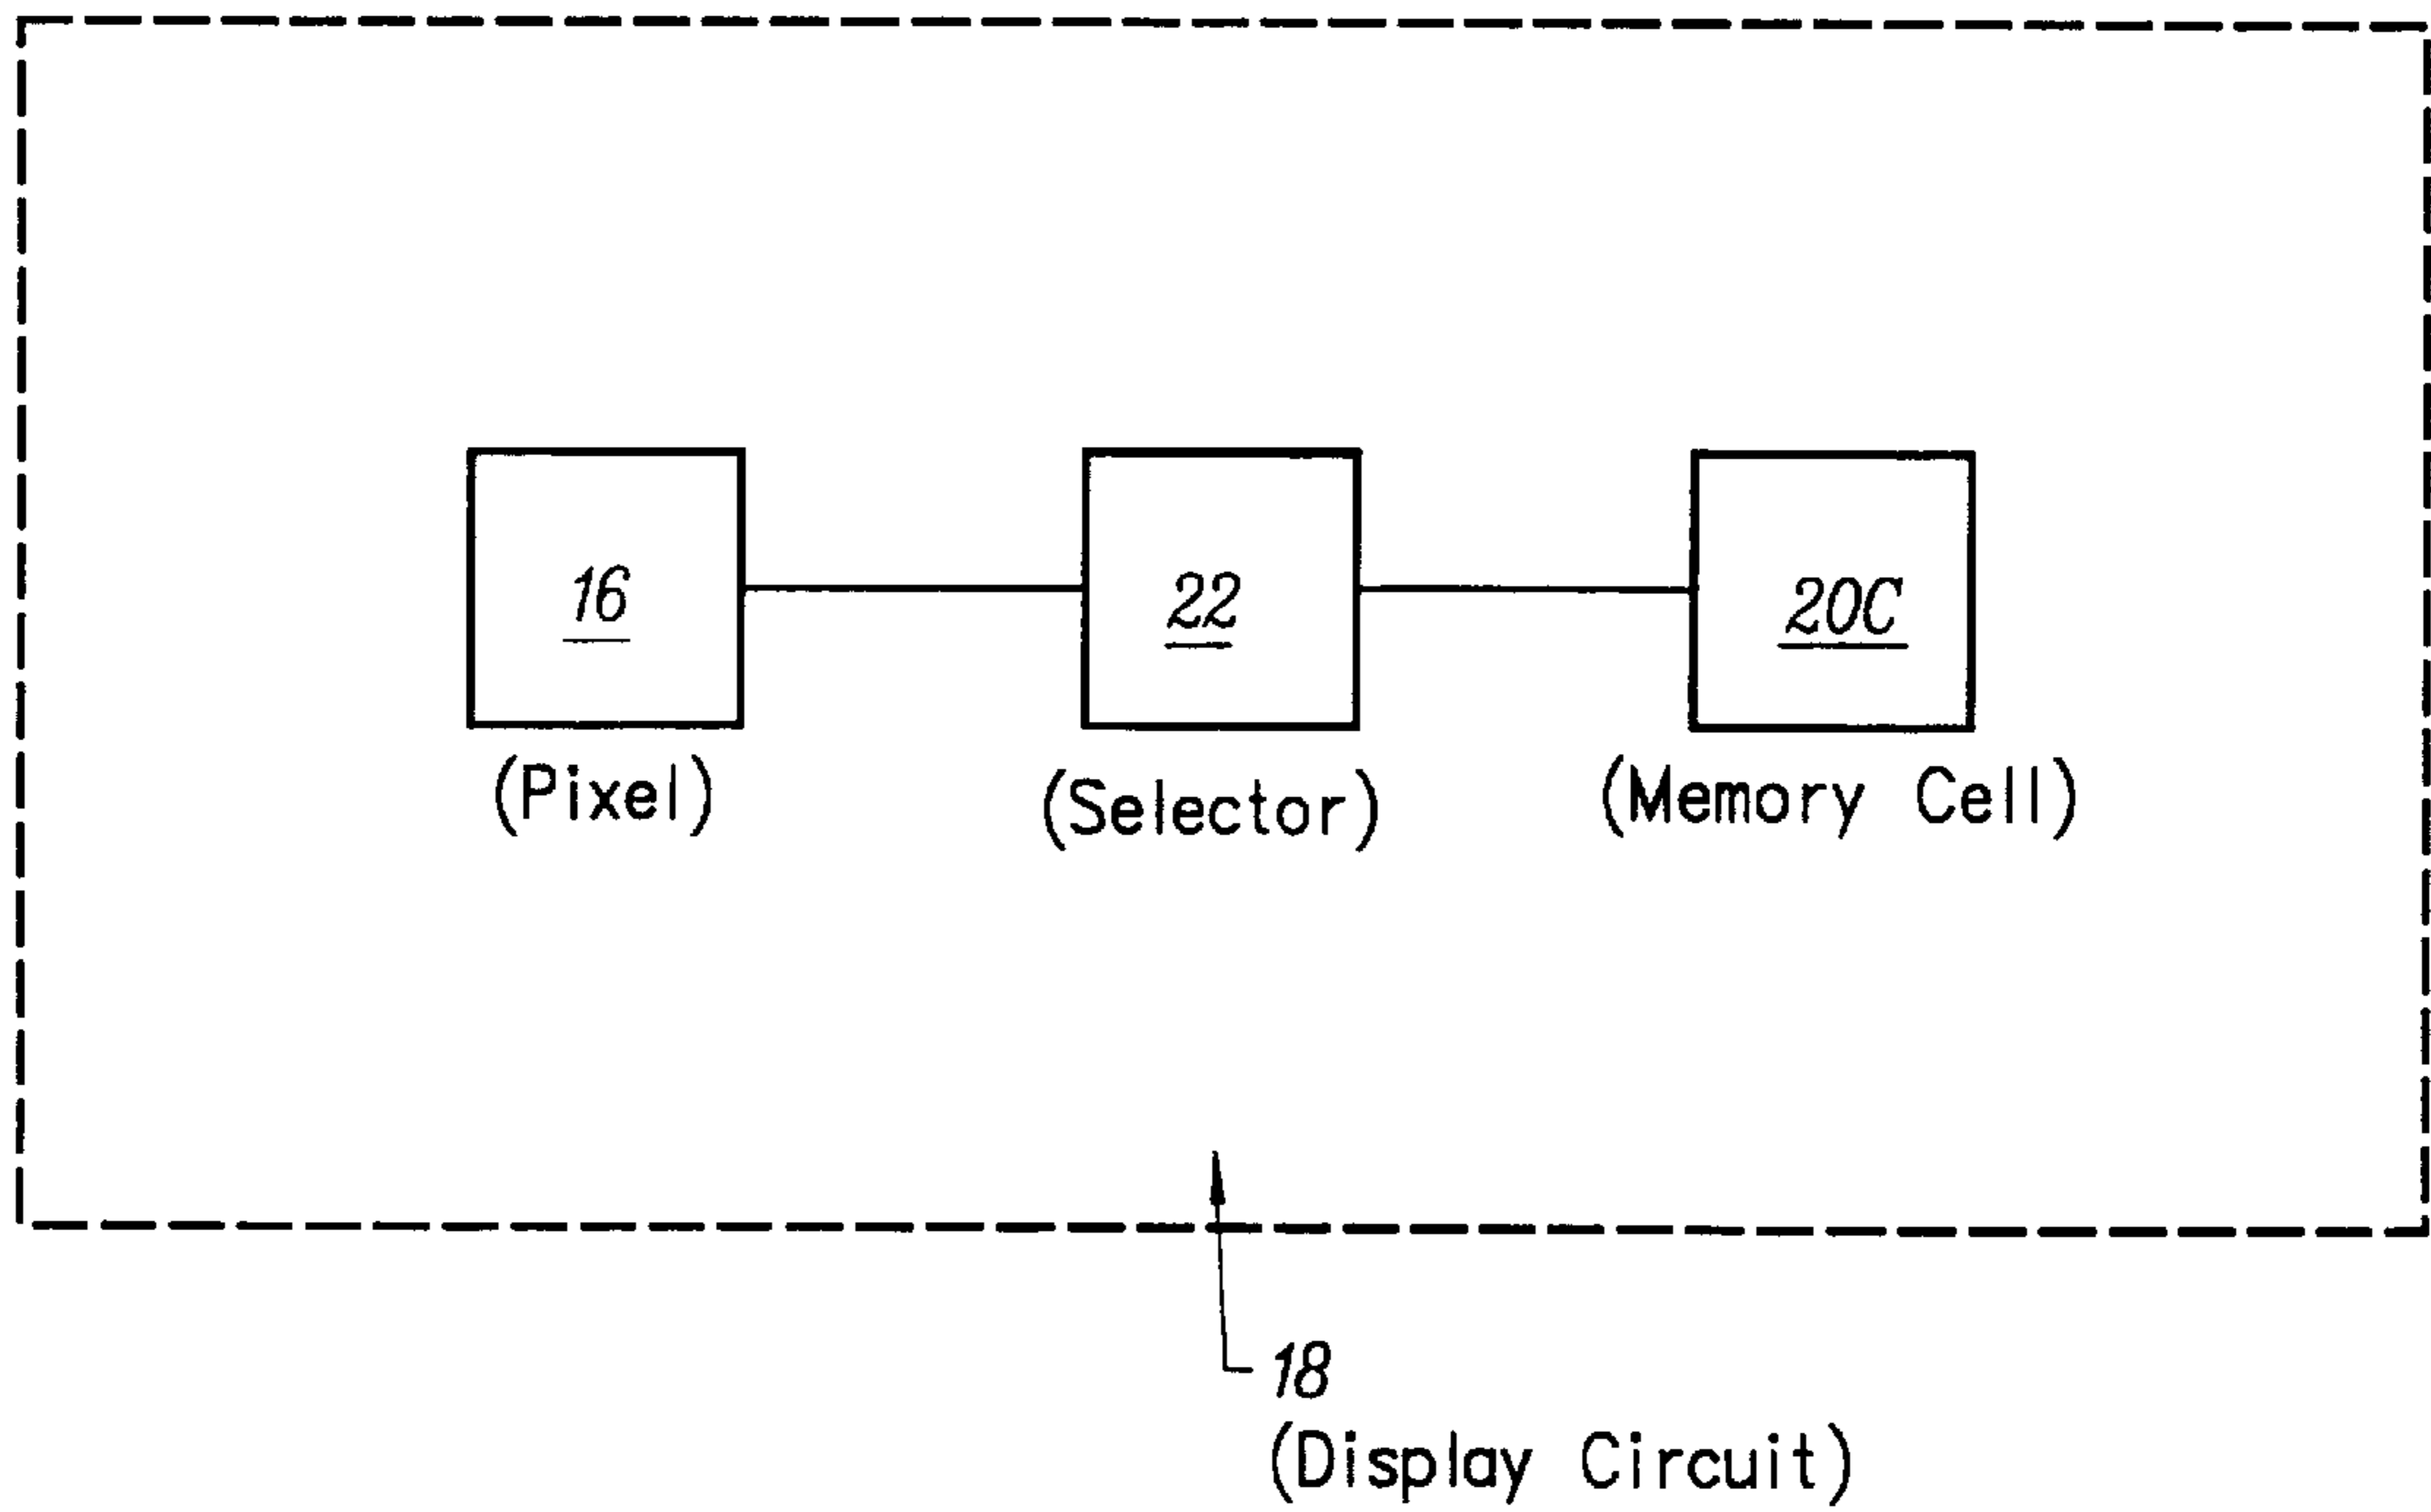 16
22
20C
(Pixel)
(Selector)
(Memory Cell)
18
(Display Circuit)